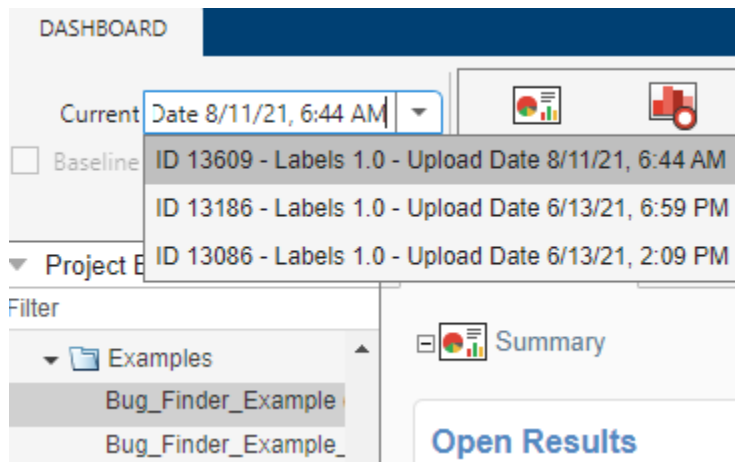 DASHBOARD
Current Date 8/11/21, 6:44 AM
Baseline ID 13609 - Labels 1.0 - Upload Date 8/11/21, 6:44 AM
ID 13186 - Labels 1.0 - Upload Date 6/13/21, 6:59 PM
ID 13086 - Labels 1.0 - Upload Date 6/13/21, 2:09 PM
Project E
Filter
Examples
Summary
Bug_Finder_Example
Bug_Finder_Example_
Open Results